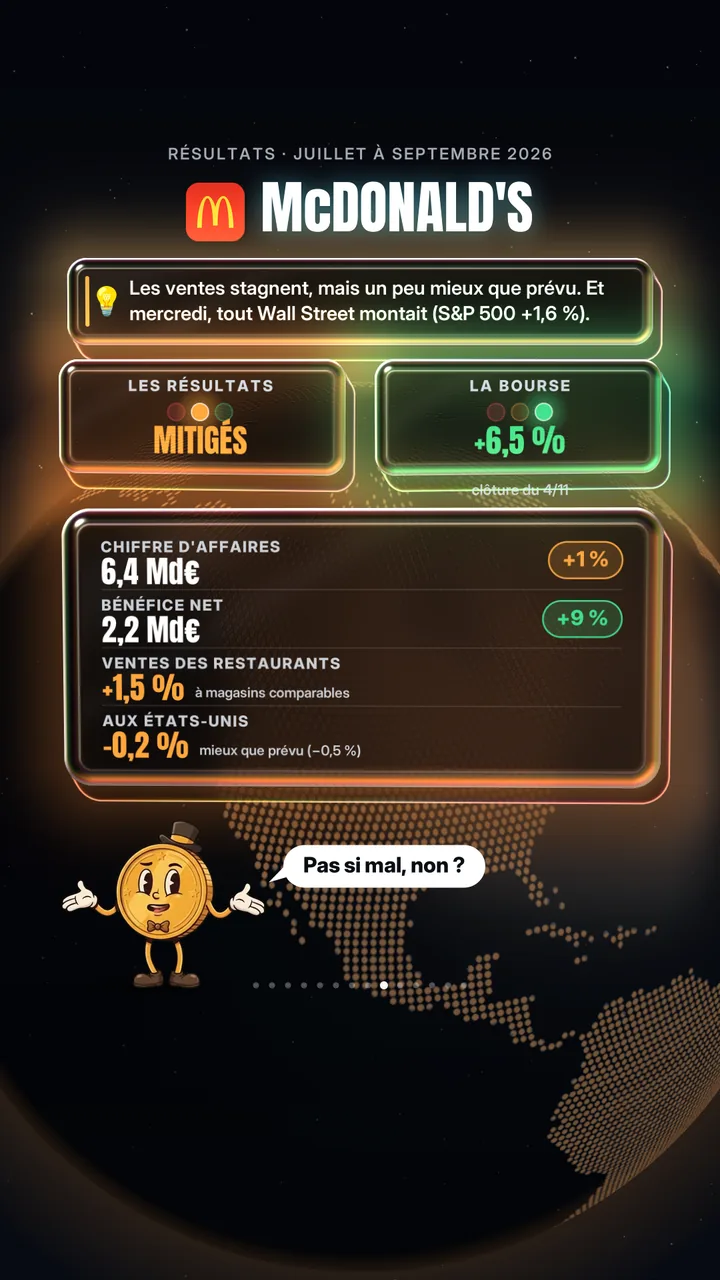 RÉSULTATS · JUILLET À SEPTEMBRE 2026
McDONALD'S
Les ventes stagnent, mais un peu mieux que prévu. Et
mercredi, tout Wall Street montait (S&P 500 +1,6 %).
LES RÉSULTATS
MITIGÉS
LA BOURSE
+6,5 %
clôture du 4/11
CHIFFRE D'AFFAIRES
6,4 Md€
+1 %
BÉNÉFICE NET
2,2 Md€
+9 %
VENTES DES RESTAURANTS
+1,5 % à magasins comparables
AUX ÉTATS-UNIS
-0,2 % mieux que prévu (−0,5 %)
Pas si mal, non ?